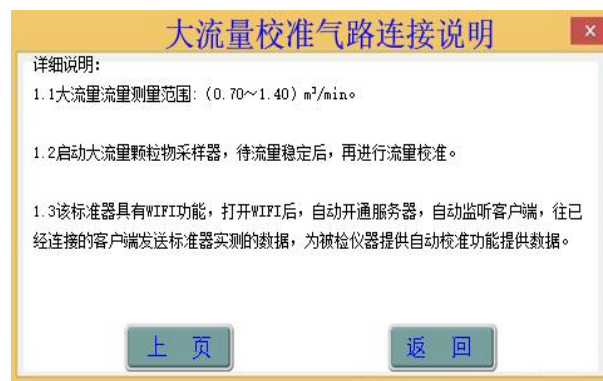 大流量校准气路连接说明
详细说明:
1.1大流里流里测里范围:(0.70~1.40) m³/min。
1.2启动大流里颗粒物采样器,待流里稳定后,再进行流里校准。
1.3该标准器具有WIFI功能,打开WIFI后,自动开通服务器,自动监听客户端,往已
经连接的客户端发送标准器实测的数据,为被检仪器提供自动校准功能提供数据。
上 页
返 回